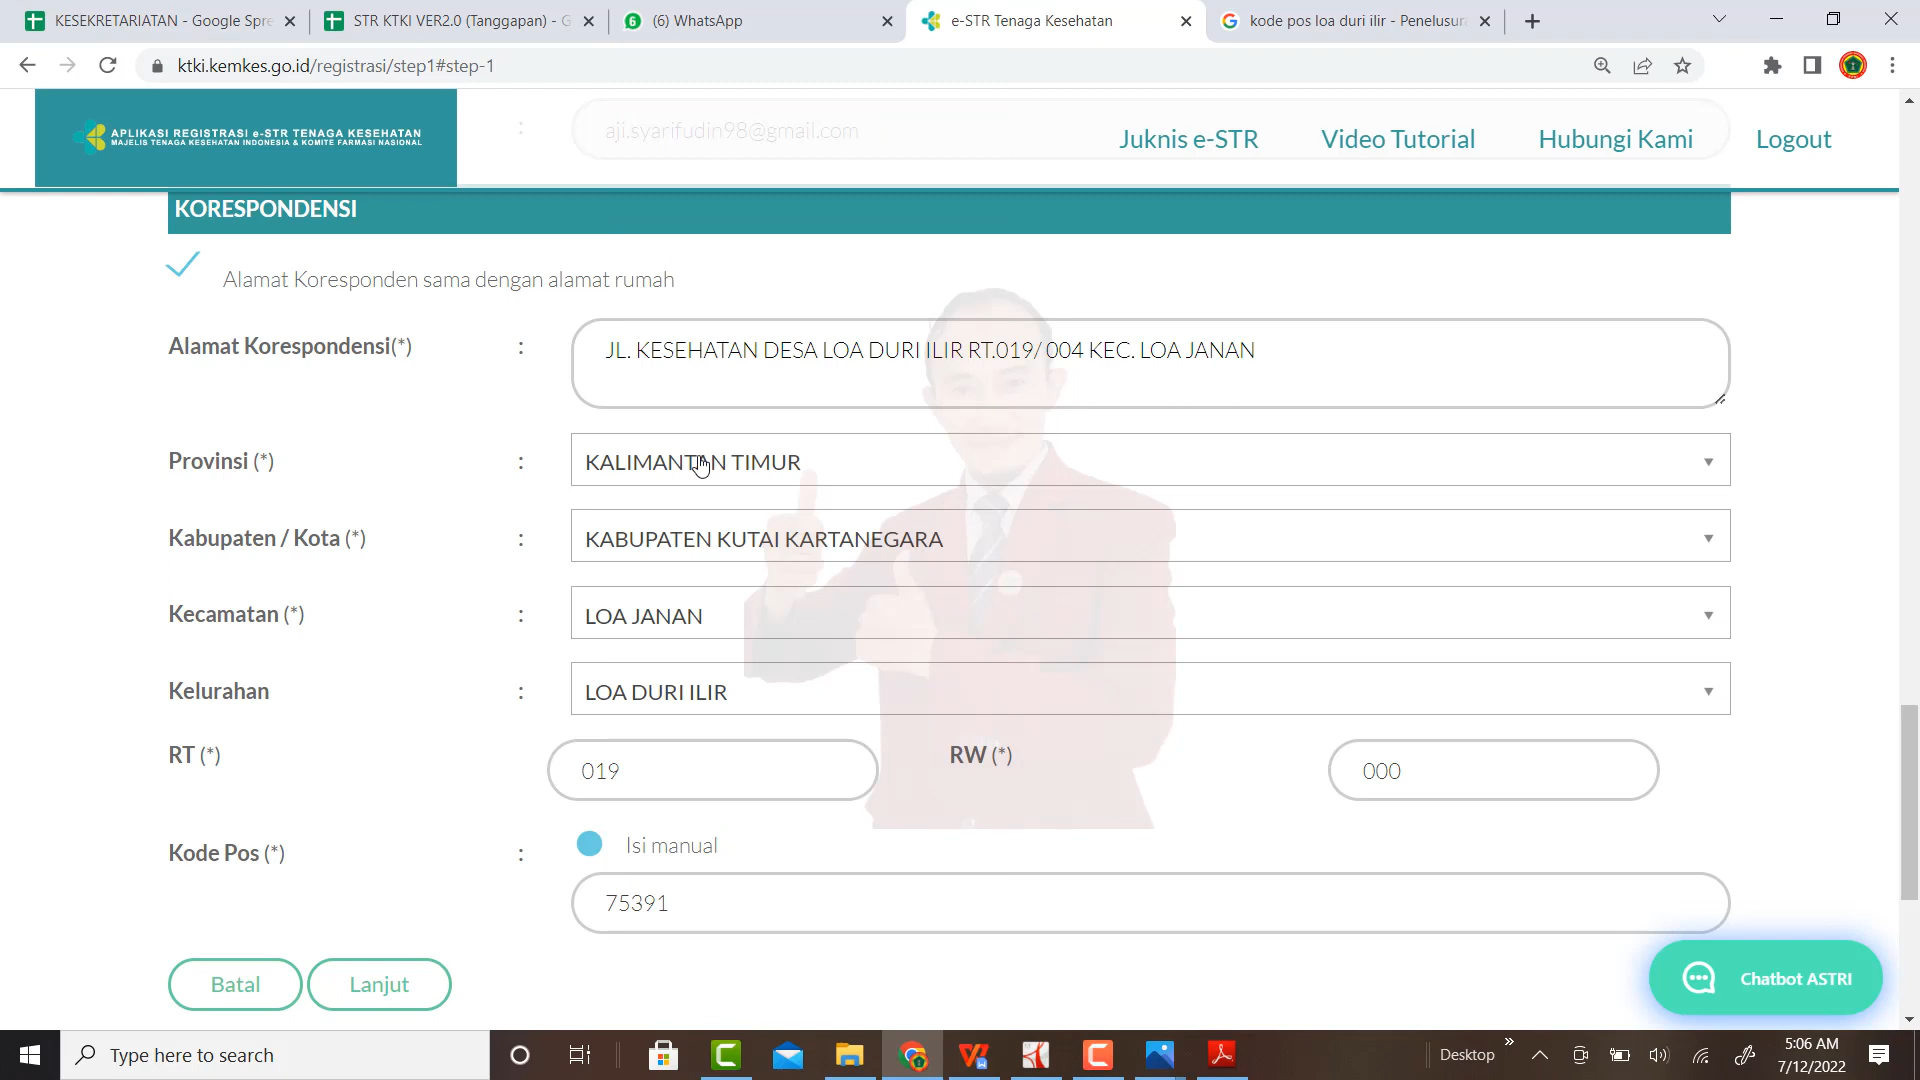 KESEKRETARIATAN - Google Spre
STR KTKI VER2.0 (Tanggapan) - G
6 (6) WhatsApp
e-STR Tenaga Kesehatan
kode pos loa duri ilir - Penelusura
ktki.kemkes.go.id/registrasi/step1#step-1
APLIKASI REGISTRASI e-STR TENAGA KESEHATAN
MAJELIS TENAGA KESEHATAN INDONESIA & KOMITE FARMASI NASIONAL
: aji.syarifudin98@gmail.com
Juknis e-STR Video Tutorial Hubungi Kami Logout
KORESPONDENSI
Alamat Koresponden sama dengan alamat rumah
Alamat Korespondensi(*) : JL. KESEHATAN DESA LOA DURI ILIR RT.019/ 004 KEC. LOA JANAN
Provinsi (*) : KALIMANTAN TIMUR
Kabupaten / Kota (*) : KABUPATEN KUTAI KARTANEGARA
Kecamatan (*) : LOA JANAN
Kelurahan : LOA DURI ILIR
RT (*) 019 RW (*) 000
Kode Pos (*) : Isi manual
75391
Batal Lanjut
Chatbot ASTRI
Type here to search
Desktop
5:06 AM
7/12/2022